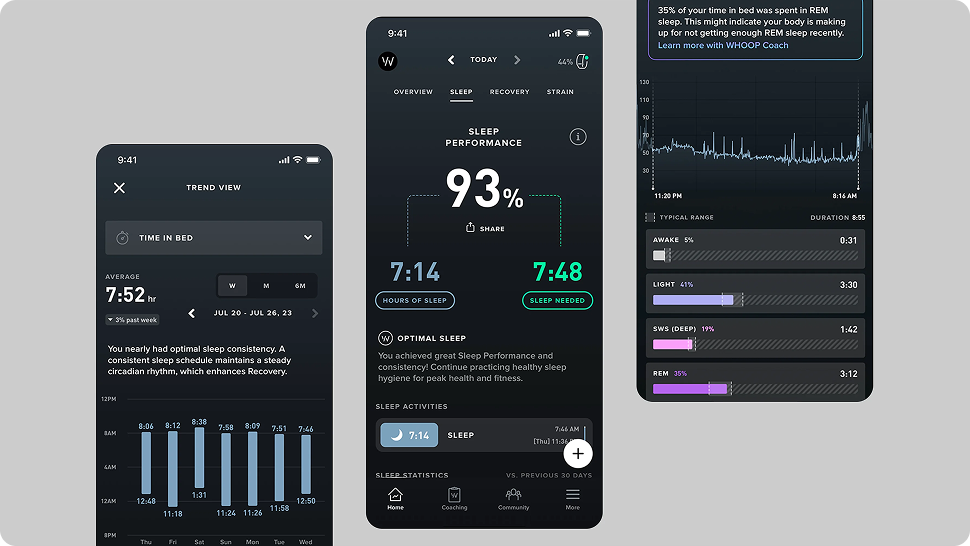 9:41
TREND VIEW
TIME IN BED
AVERAGE
7:52 hr
3% past week
W M 6M
JUL 20 - JUL 26, 23
You nearly had optimal sleep consistency. A
consistent sleep schedule maintains a steady
circadian rhythm, which enhances Recovery.
12PM
8:06 8:12 8:38 7:58 8:09 7:51 7:46
8AM
4AM
12AM
12:48 11:18 1:31 11:24 11:26 11:58 12:50
8PM
Thu Fri Sat Sun Mon Tue Wed
9:41
W
TODAY
44%
OVERVIEW SLEEP RECOVERY STRAIN
SLEEP
PERFORMANCE
i
93%
SHARE
7:14 7:48
HOURS OF SLEEP SLEEP NEEDED
W OPTIMAL SLEEP
You achieved great Sleep Performance and
consistency! Continue practicing healthy sleep
hygiene for peak health and fitness.
SLEEP ACTIVITIES
7:14 SLEEP
7:46 AM
[Thu] 11:36
+
SLEEP STATISTICS VS. PREVIOUS 30 DAYS
W
Home Coaching Community More
35% of your time in bed was spent in REM
sleep. This might indicate your body is making
up for not getting enough REM sleep recently.
Learn more with WHOOP Coach
130
110
90
70
50
30
11:20 PM 8:16 AM
TYPICAL RANGE DURATION 8:55
AWAKE 5% 0:31
LIGHT 41% 3:30
SWS (DEEP) 19% 1:42
REM 35% 3:12